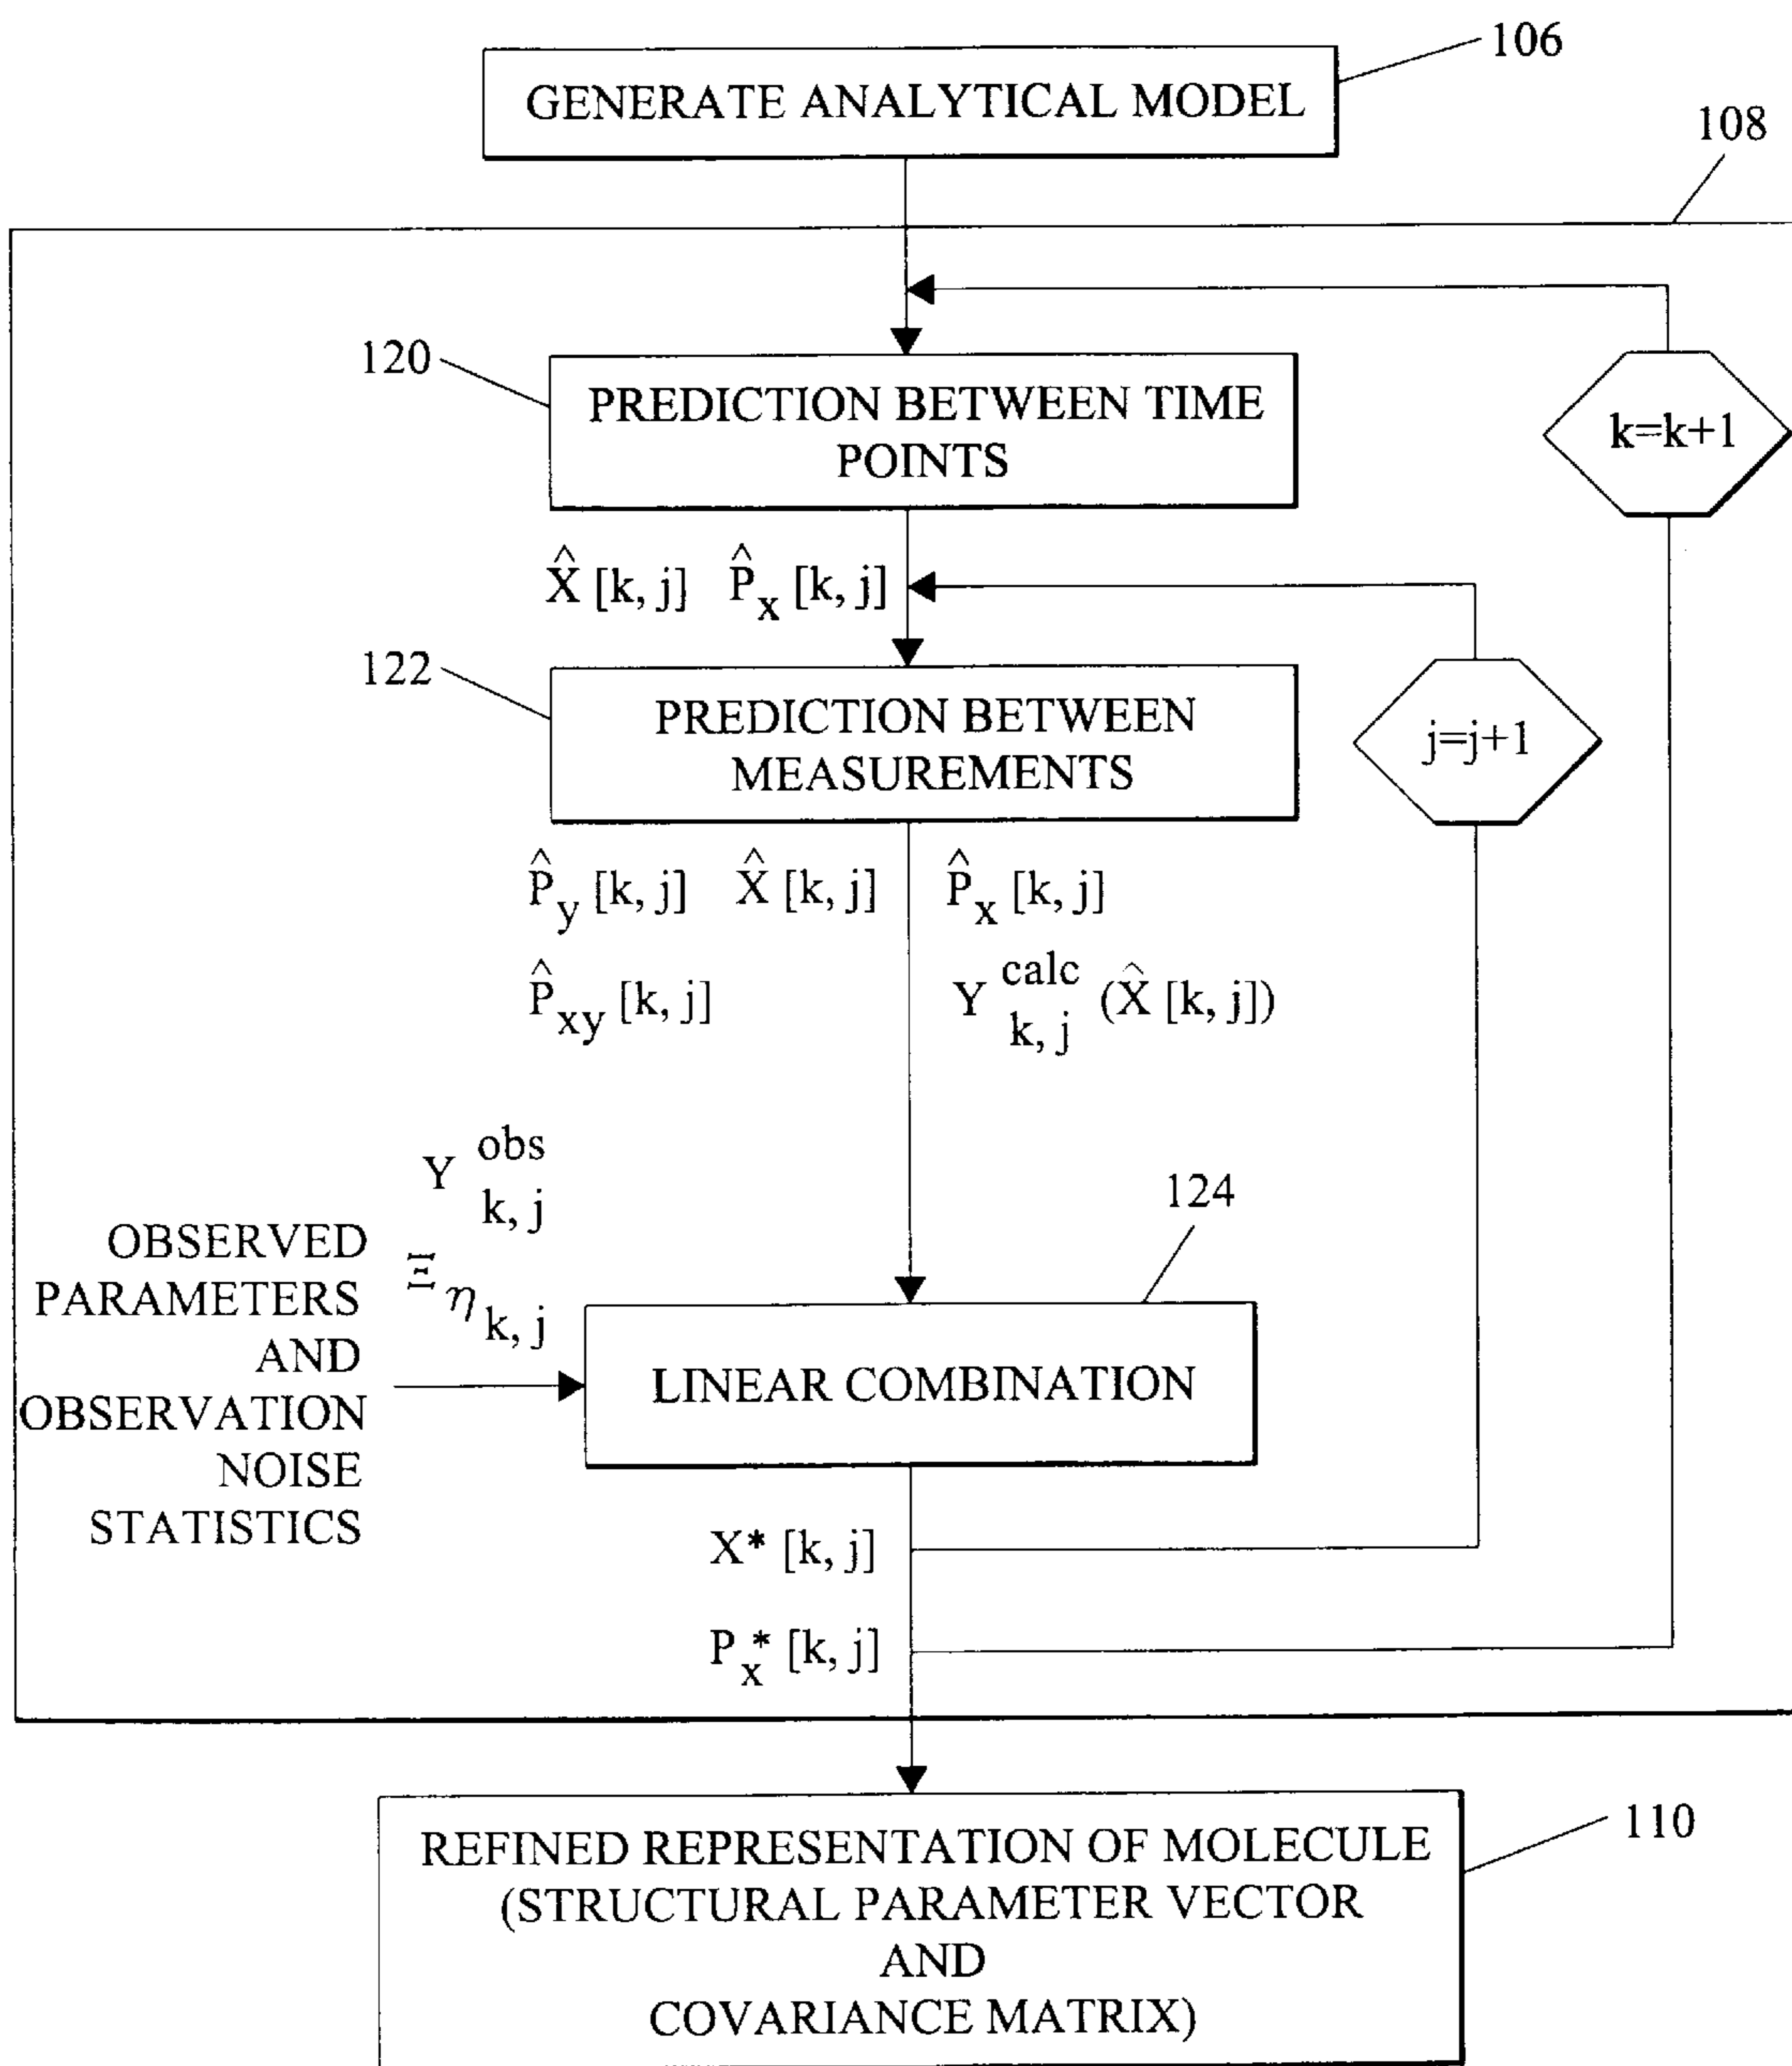 106
GENERATE ANALYTICAL MODEL
108
120
PREDICTION BETWEEN TIME
POINTS
k=k+1
X̂ [k, j] P̂x [k, j]
122
PREDICTION BETWEEN
MEASUREMENTS
j=j+1
P̂y [k, j] X̂ [k, j] P̂x [k, j]
P̂xy [k, j] Y calc k, j (X̂ [k, j])
Y obs k, j
124
OBSERVED
PARAMETERS
AND
OBSERVATION
NOISE
STATISTICS
Ξ η k, j
LINEAR COMBINATION
X* [k, j]
Px* [k, j]
REFINED REPRESENTATION OF MOLECULE
(STRUCTURAL PARAMETER VECTOR
AND
COVARIANCE MATRIX)
110